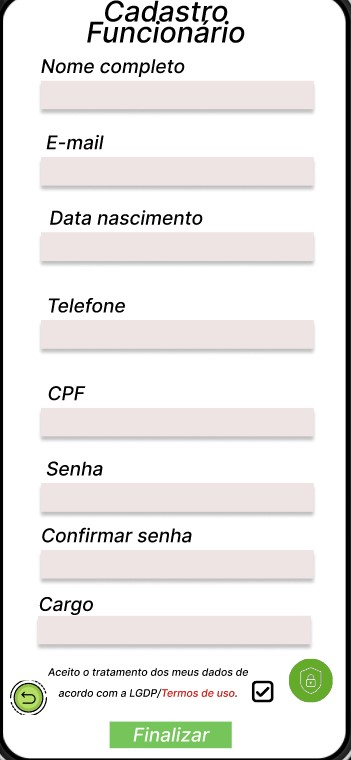 Cadastro
Funcionário
Nome completo
E-mail
Data nascimento
Telefone
CPF
Senha
Confirmar senha
Cargo
Aceito o tratamento dos meus dados de
acordo com a LGDP/Termos de uso.
Finalizar